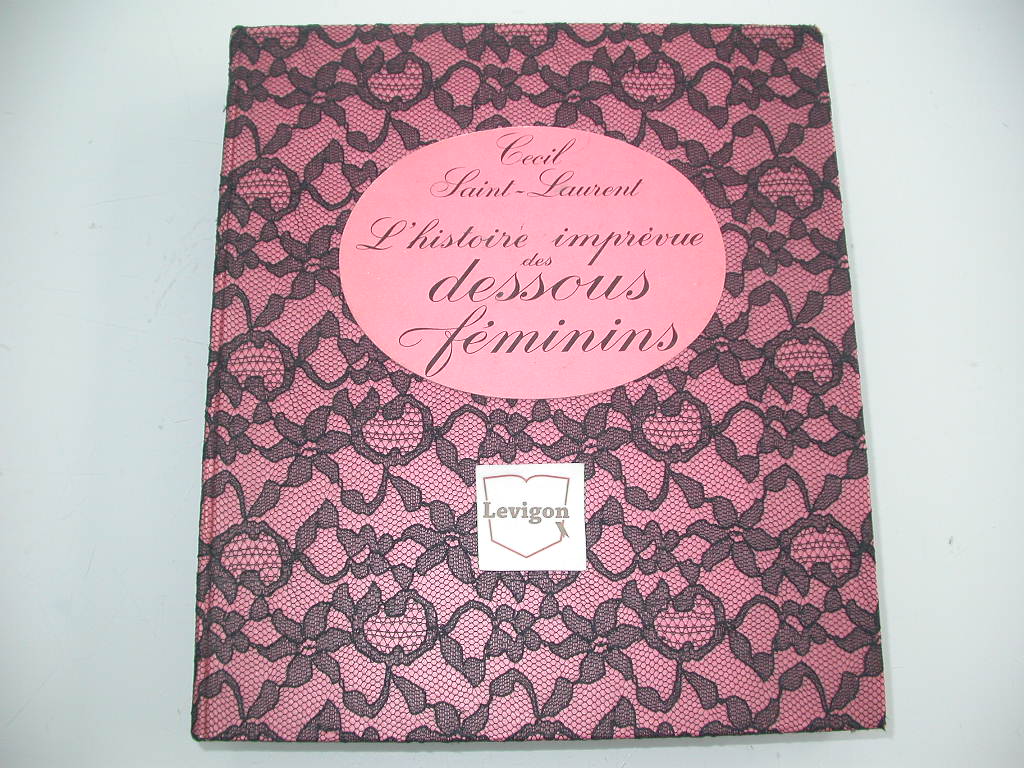 Cecil
Saint-Laurent
L'histoire imprévue
des
dessous
féminins
Levigon